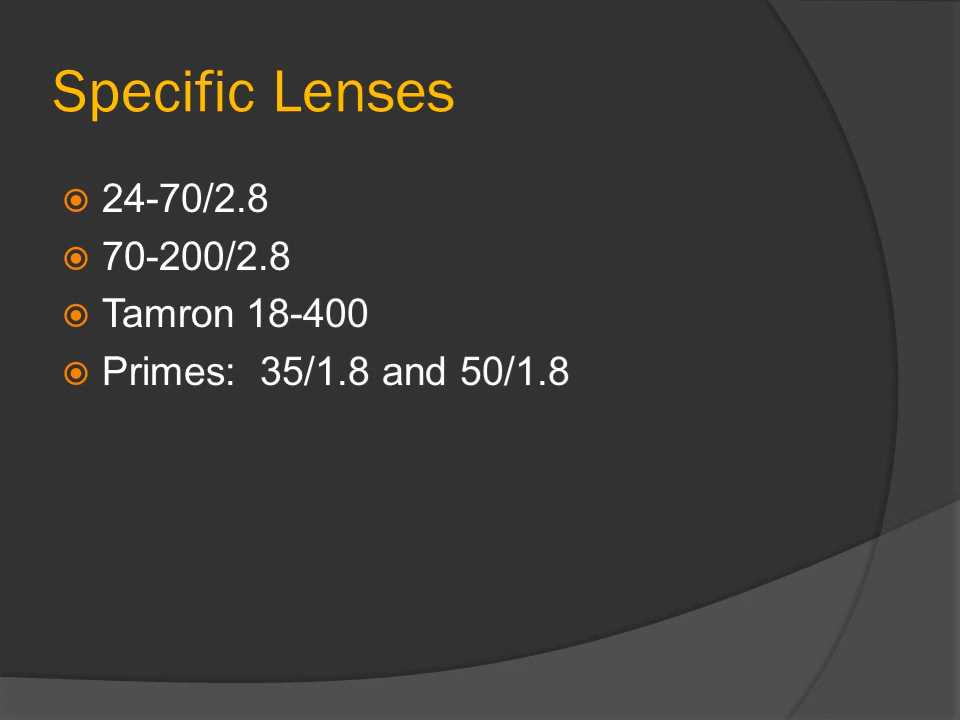 Specific Lenses
24-70/2.8
70-200/2.8
Tamron 18-400
Primes:  35/1.8 and 50/1.8